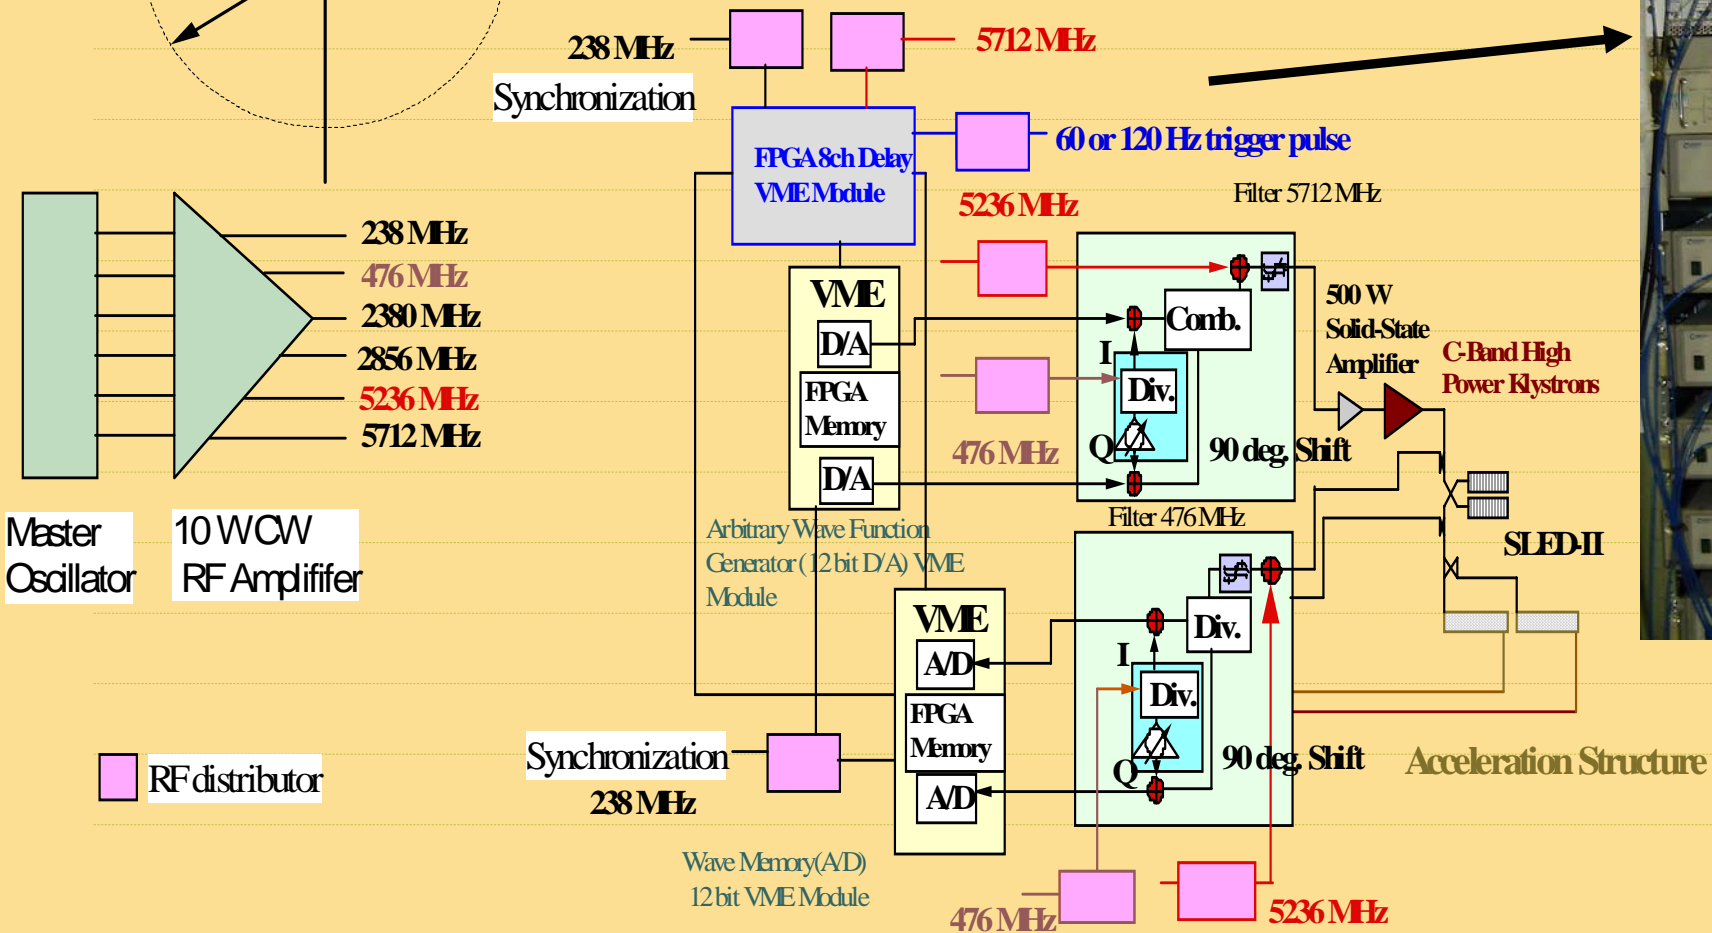 238 MHz
5712 MHz
Synchronization
FPGA 8ch Delay
VME Module
60 or 120 Hz trigger pulse
5236 MHz
Filter 5712 MHz
238 MHz
476 MHz
2380 MHz
2856 MHz
5236 MHz
5712 MHz
Master
Oscillator
10 W CW
RF Amplififer
VME
D/A
FPGA
Memory
D/A
476 MHz
Comb.
I
Div.
Q
90 deg. Shift
500 W
Solid-State
Amplifier
C-Band High
Power Klystrons
Arbitrary Wave Function
Generator ( 12 bit D/A) VME
Module
Filter 476 MHz
SLED-II
VME
A/D
FPGA
Memory
A/D
Div.
I
Div.
Q
90 deg. Shift
Acceleration Structure
RF distributor
Synchronization
238 MHz
Wave Memory(A/D)
12 bit VME Module
476 MHz
5236 MHz